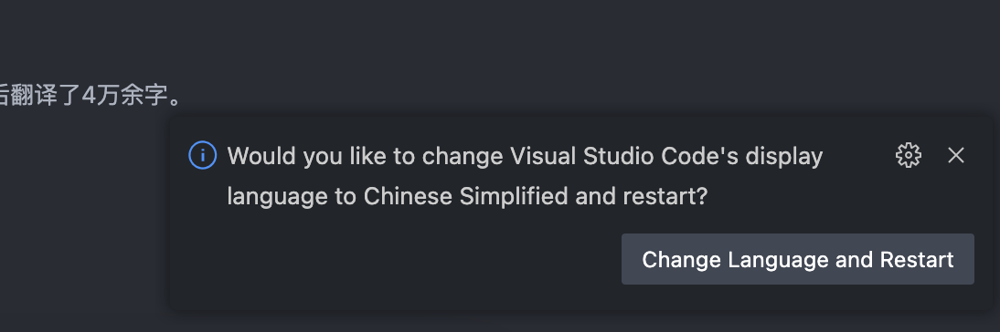 后翻译了4万余字。
Would you like to change Visual Studio Code's display
language to Chinese Simplified and restart?
Change Language and Restart